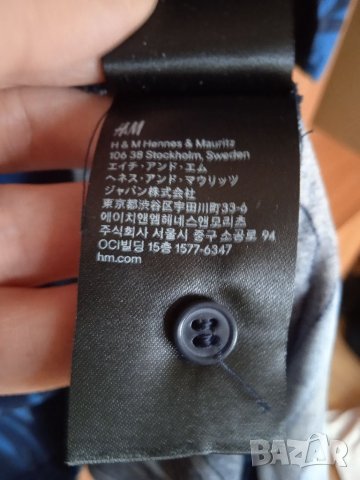 H&M
H & M Hennes & Mauritz
106 38 Stockholm, Sweden
エイチ・アンド・エム
ヘネス・アンド・マウリッツ
ジャパン株式会社
東京都渋谷区宇田川町33-6
에이치앤엠헤네스앤모리츠
주식회사 서울시 중구 소공로 94
OCI빌딩 15층 1577-6347
hm.com
BAZAR